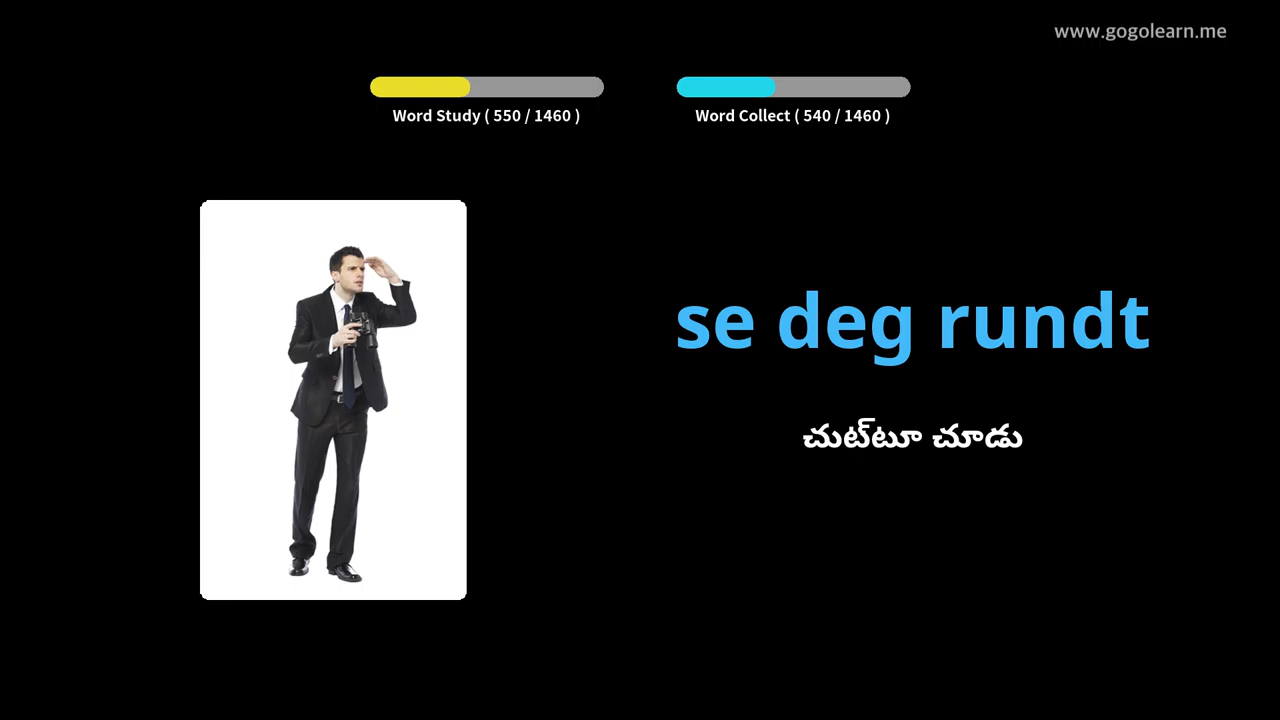 www.gogolearn.me
Word Study ( 550 / 1460 )
Word Collect ( 540 / 1460 )
se deg rundt
చుట్‌టూ చూడు